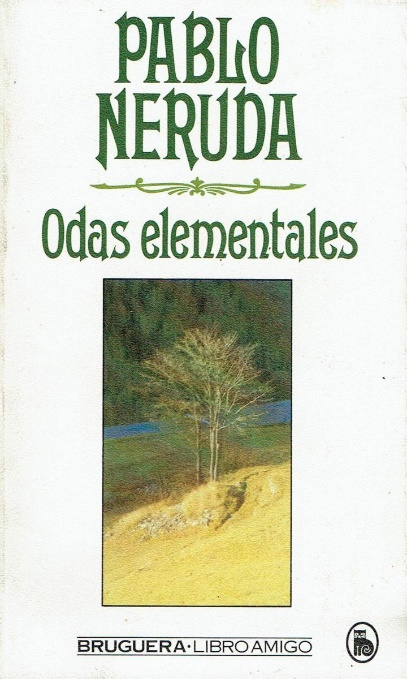 PABLO
NERUDA
Odas elementales
BRUGUERA·LIBRO AMIGO